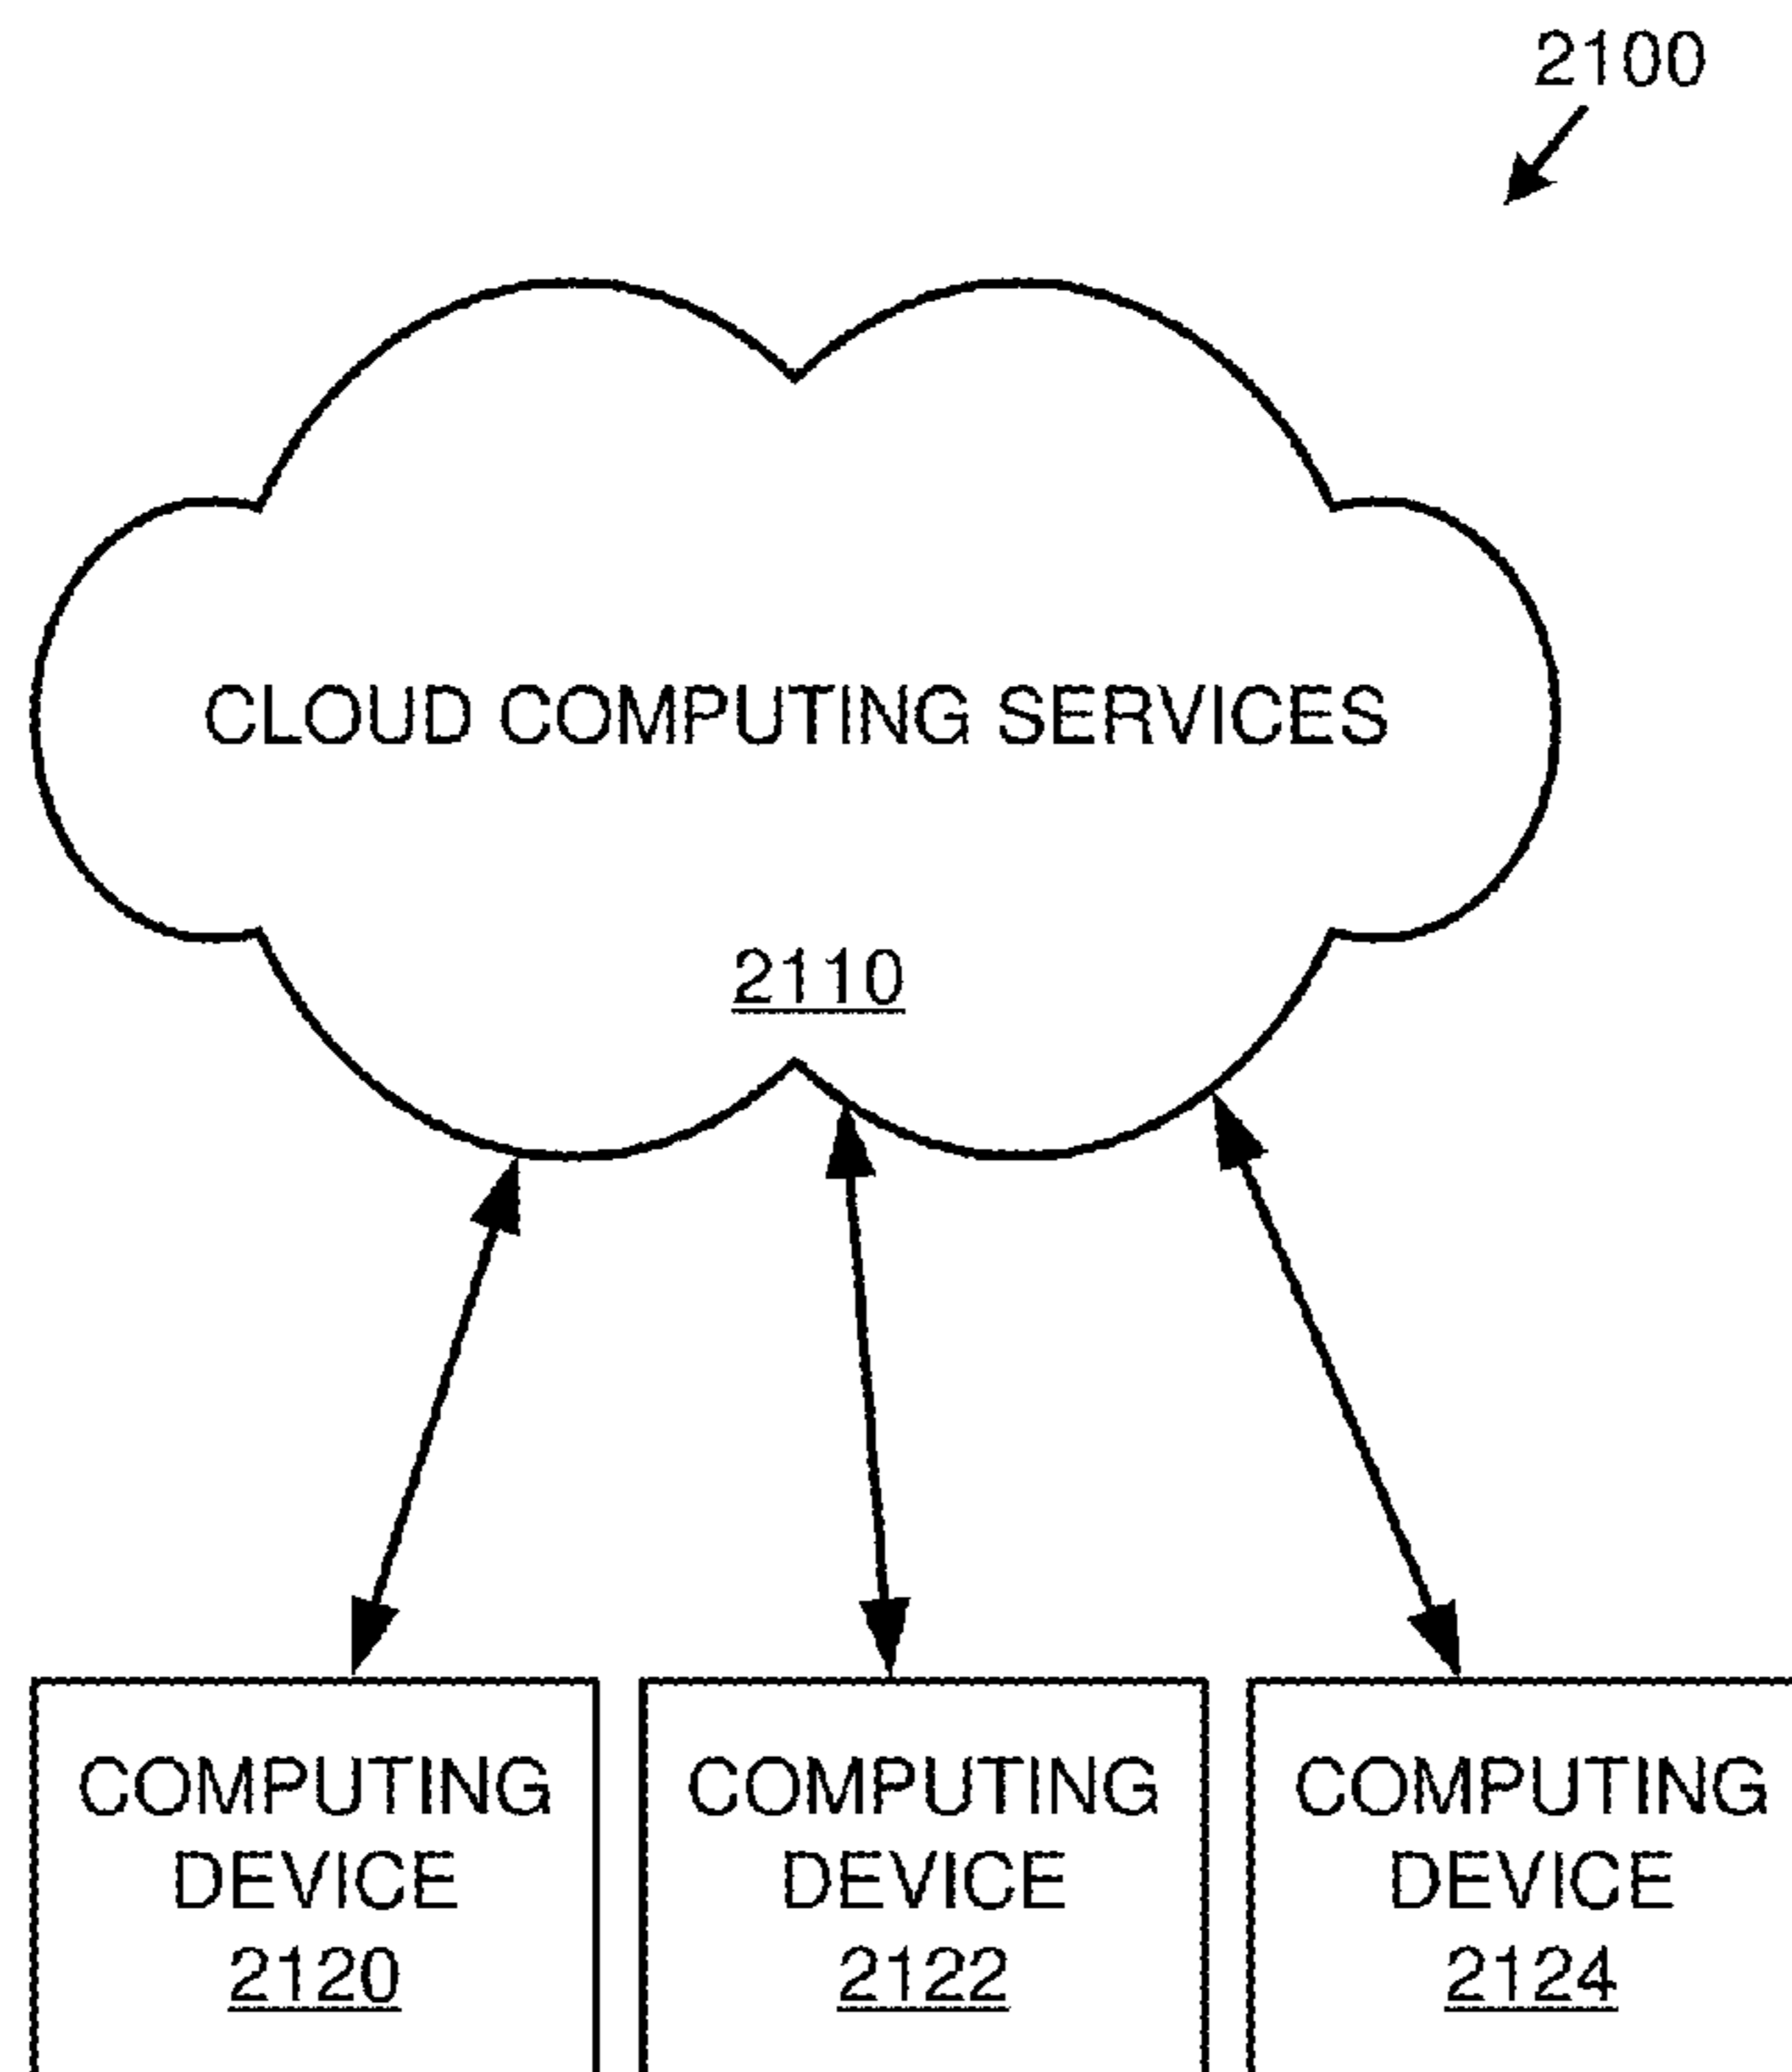 2100
CLOUD COMPUTING SERVICES
2110
COMPUTING
DEVICE
2120
COMPUTING
DEVICE
2122
COMPUTING
DEVICE
2124